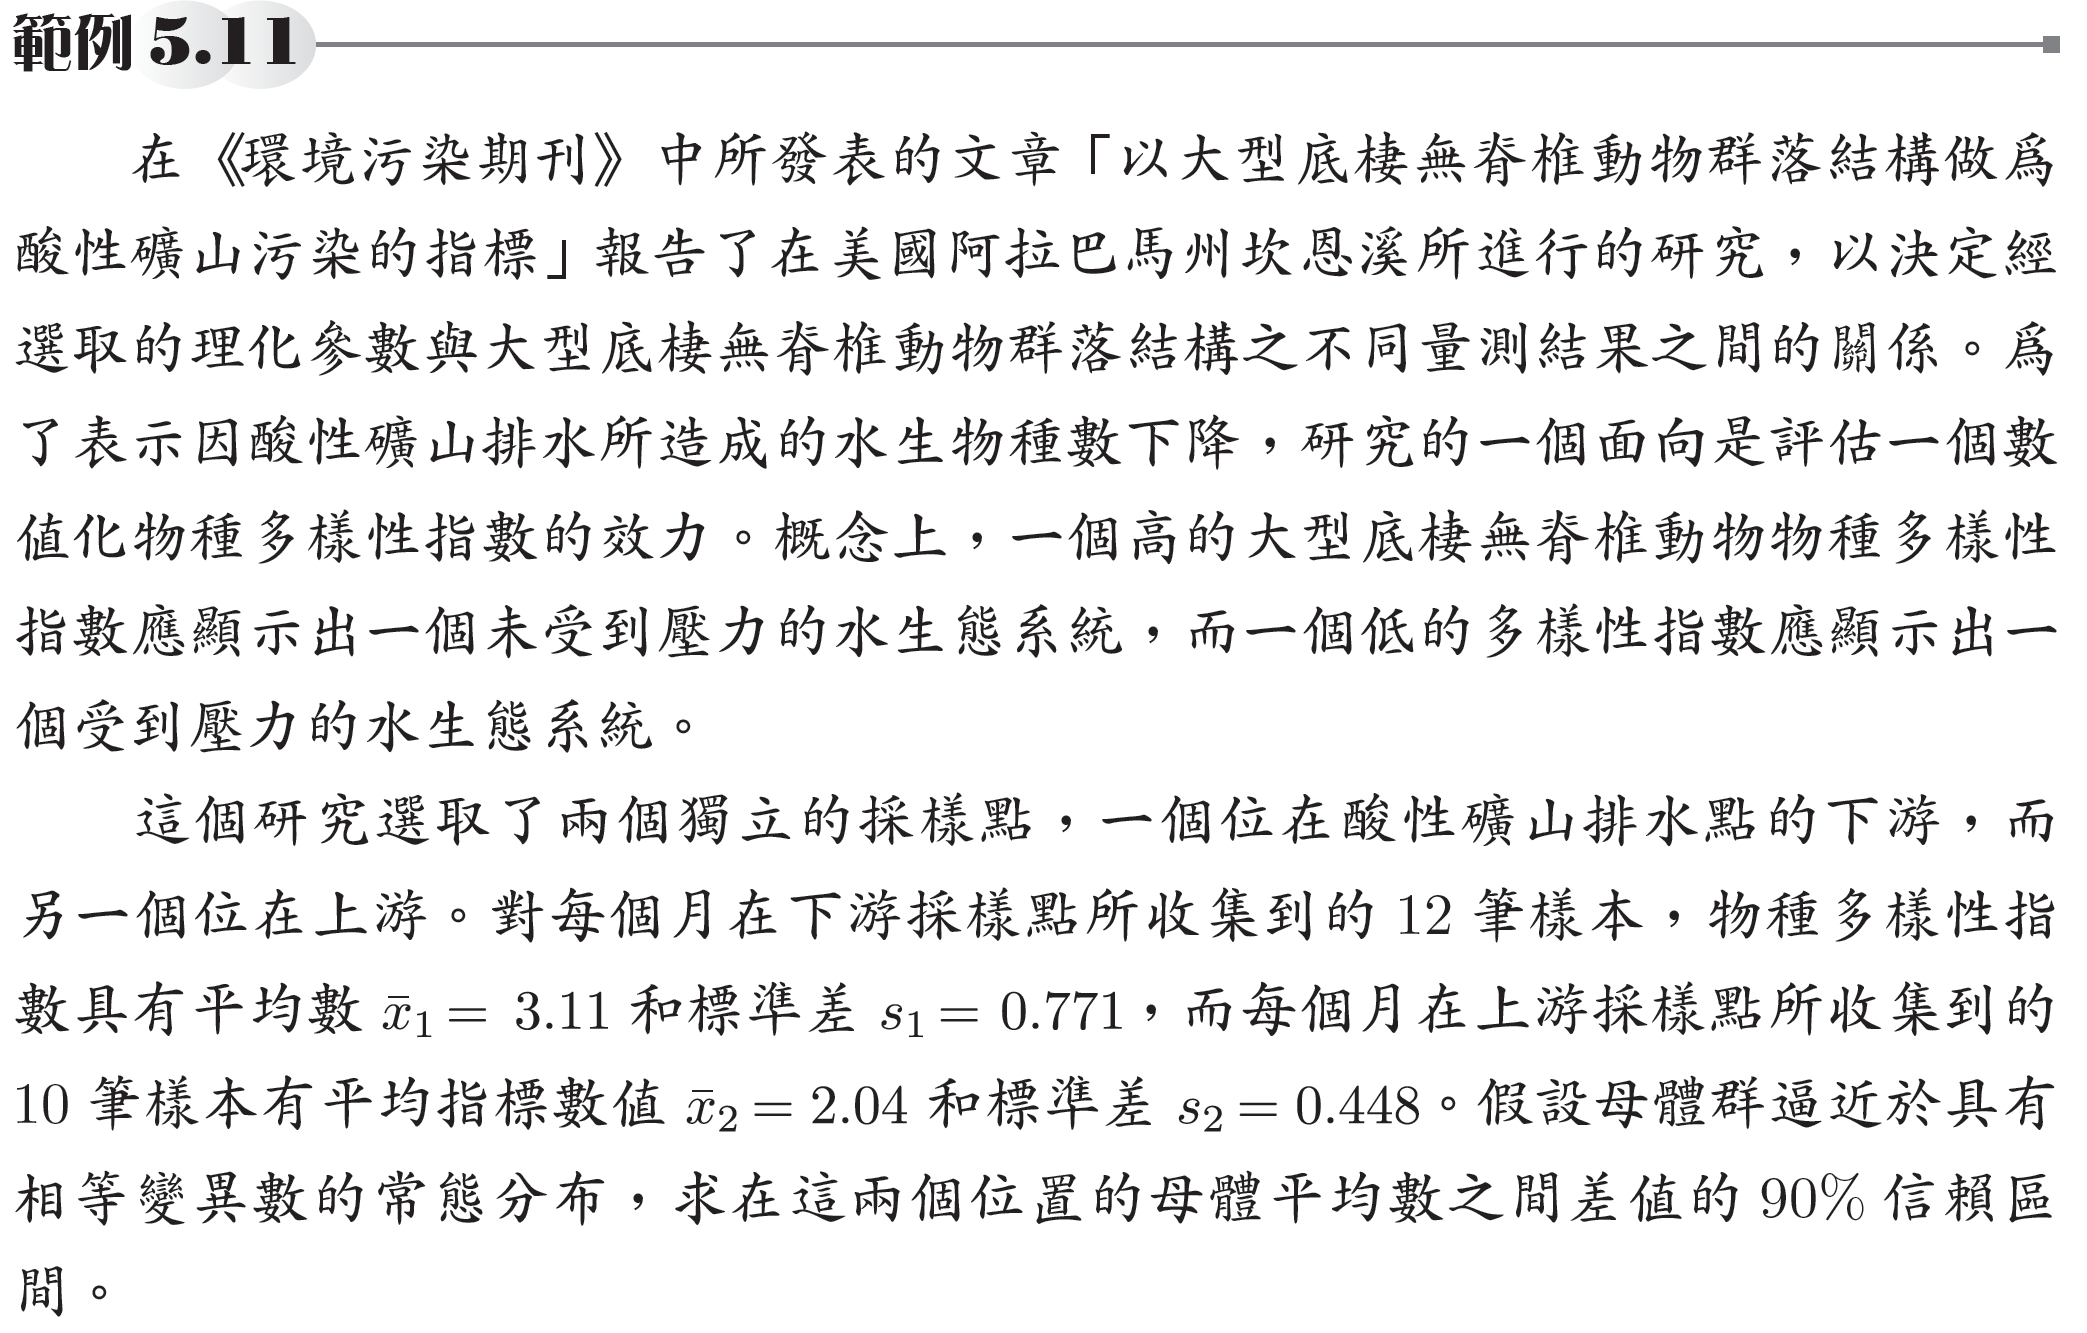 範例 5.11
在《環境污染期刊》中所發表的文章「以大型底棲無脊椎動物群落結構做爲
酸性礦山污染的指標」報告了在美國阿拉巴馬州坎恩溪所進行的研究，以決定經
選取的理化參數與大型底棲無脊椎動物群落結構之不同量測結果之間的關係。爲
了表示因酸性礦山排水所造成的水生物種數下降，研究的一個面向是評估一個數
值化物種多樣性指數的效力。概念上，一個高的大型底棲無脊椎動物物種多樣性
指數應顯示出一個未受到壓力的水生態系統，而一個低的多樣性指數應顯示出一
個受到壓力的水生態系統。
這個研究選取了兩個獨立的採樣點，一個位在酸性礦山排水點的下游，而
另一個位在上游。對每個月在下游採樣點所收集到的 12 筆樣本，物種多樣性指
數具有平均數 x̄₁ = 3.11 和標準差 s₁ = 0.771，而每個月在上游採樣點所收集到的
10 筆樣本有平均指標數值 x̄₂ = 2.04 和標準差 s₂ = 0.448。假設母體群逼近於具有
相等變異數的常態分布，求在這兩個位置的母體平均數之間差值的 90% 信賴區
間。